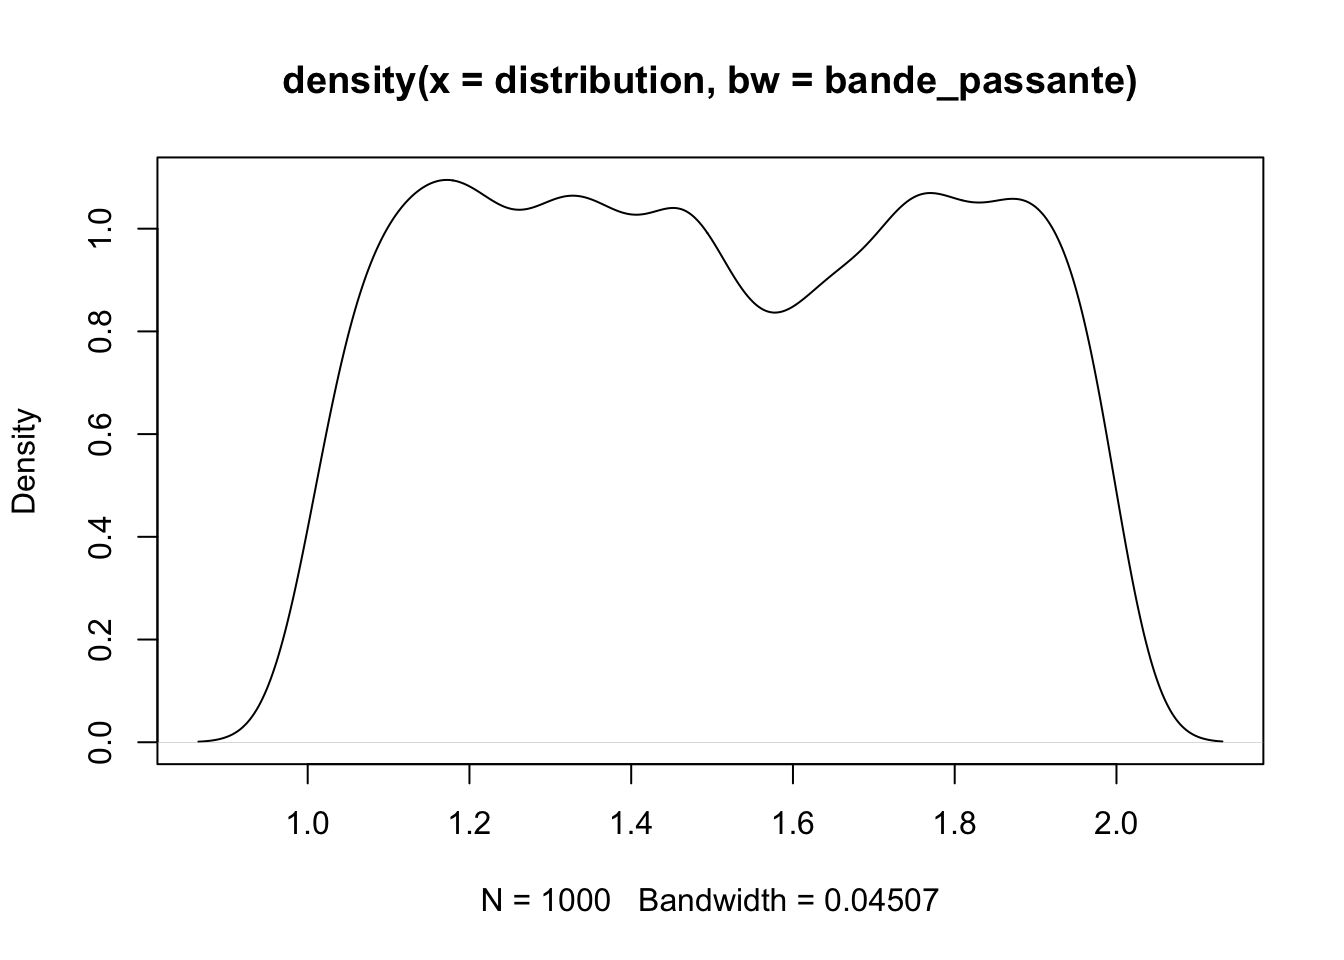 density(x = distribution, bw = bande_passante)
Density
1.0
0.8
0.6
0.4
0.2
0.0
1.0 1.2 1.4 1.6 1.8 2.0
N = 1000 Bandwidth = 0.04507